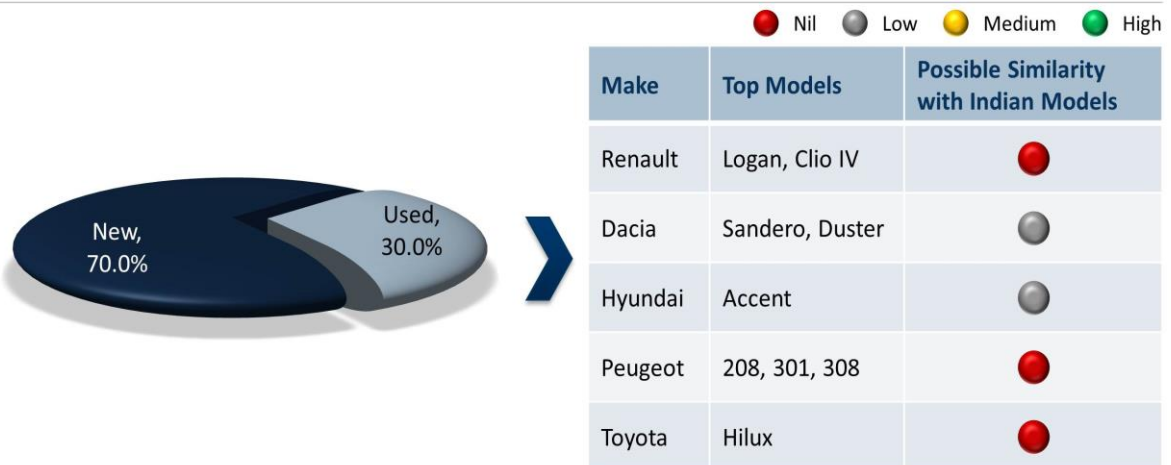 Nil Low Medium High
New,
70.0%
Used,
30.0%
Make Top Models Possible Similarity
with Indian Models
Renault Logan, Clio IV
Dacia Sandero, Duster
Hyundai Accent
Peugeot 208, 301, 308
Toyota Hilux